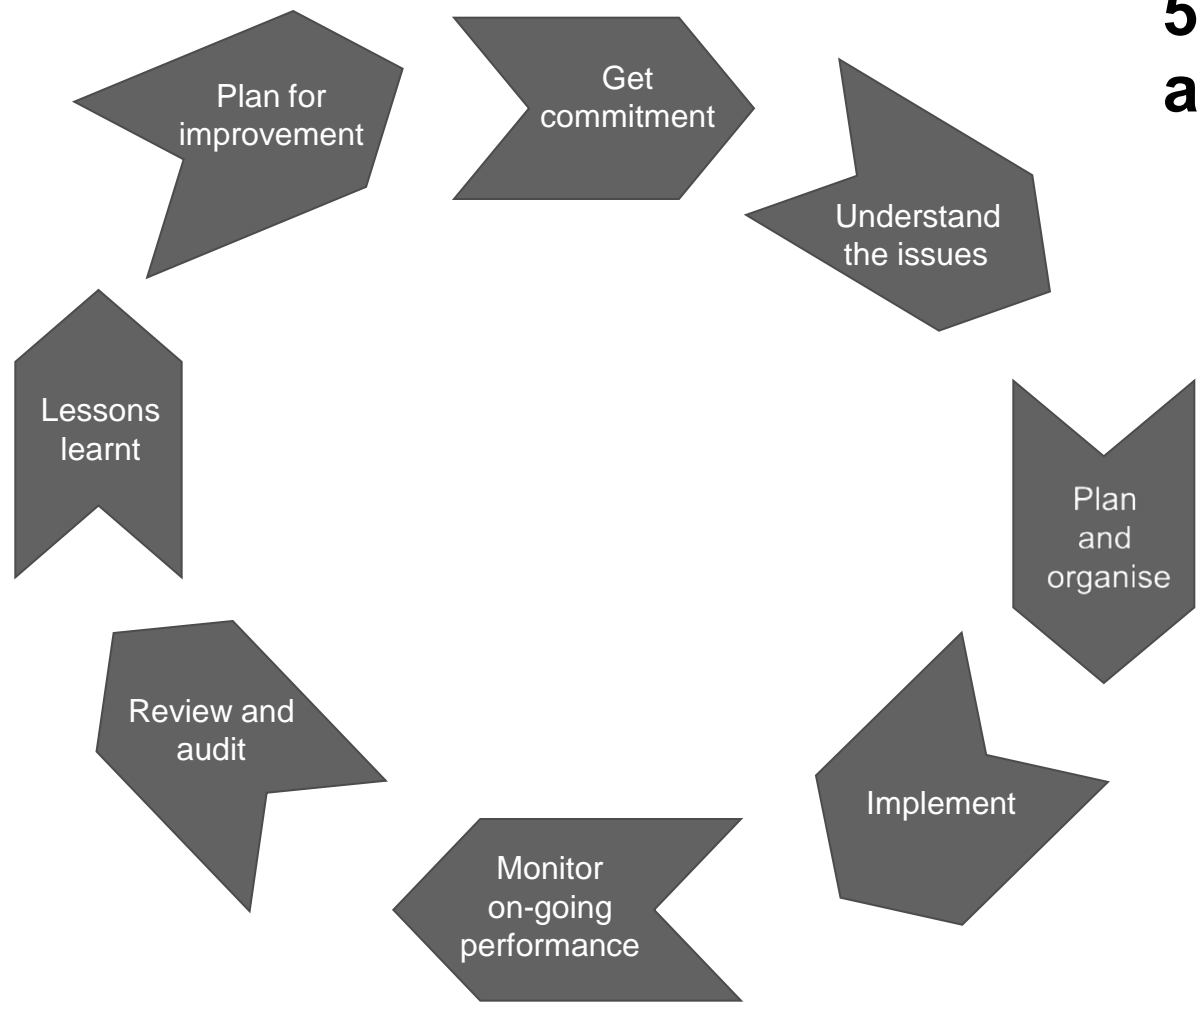 5
a
Get
commitment
Understand
the issues
Plan
and
organise
Implement
Monitor
on-going
performance
Review and
audit
Lessons
learnt
Plan for
improvement